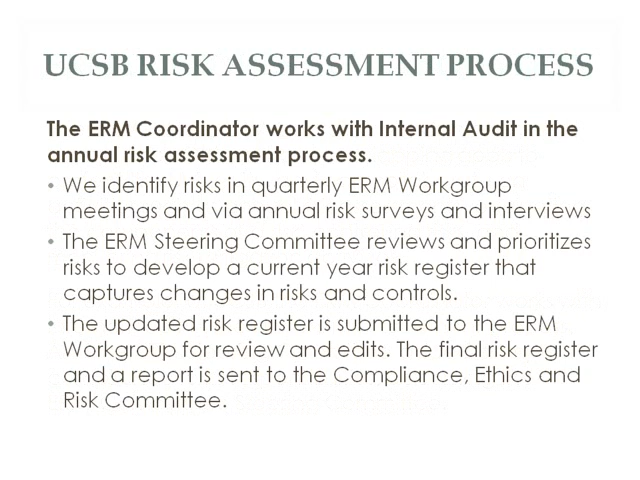 UCSB RISK ASSESSMENT PROCESS
The ERM Coordinator works with Internal Audit in the
annual risk assessment process.
• We identify risks in quarterly ERM Workgroup
meetings and via annual risk surveys and interviews
• The ERM Steering Committee reviews and prioritizes
risks to develop a current year risk register that
captures changes in risks and controls.
• The updated risk register is submitted to the ERM
Workgroup for review and edits. The final risk register
and a report is sent to the Compliance, Ethics and
Risk Committee.